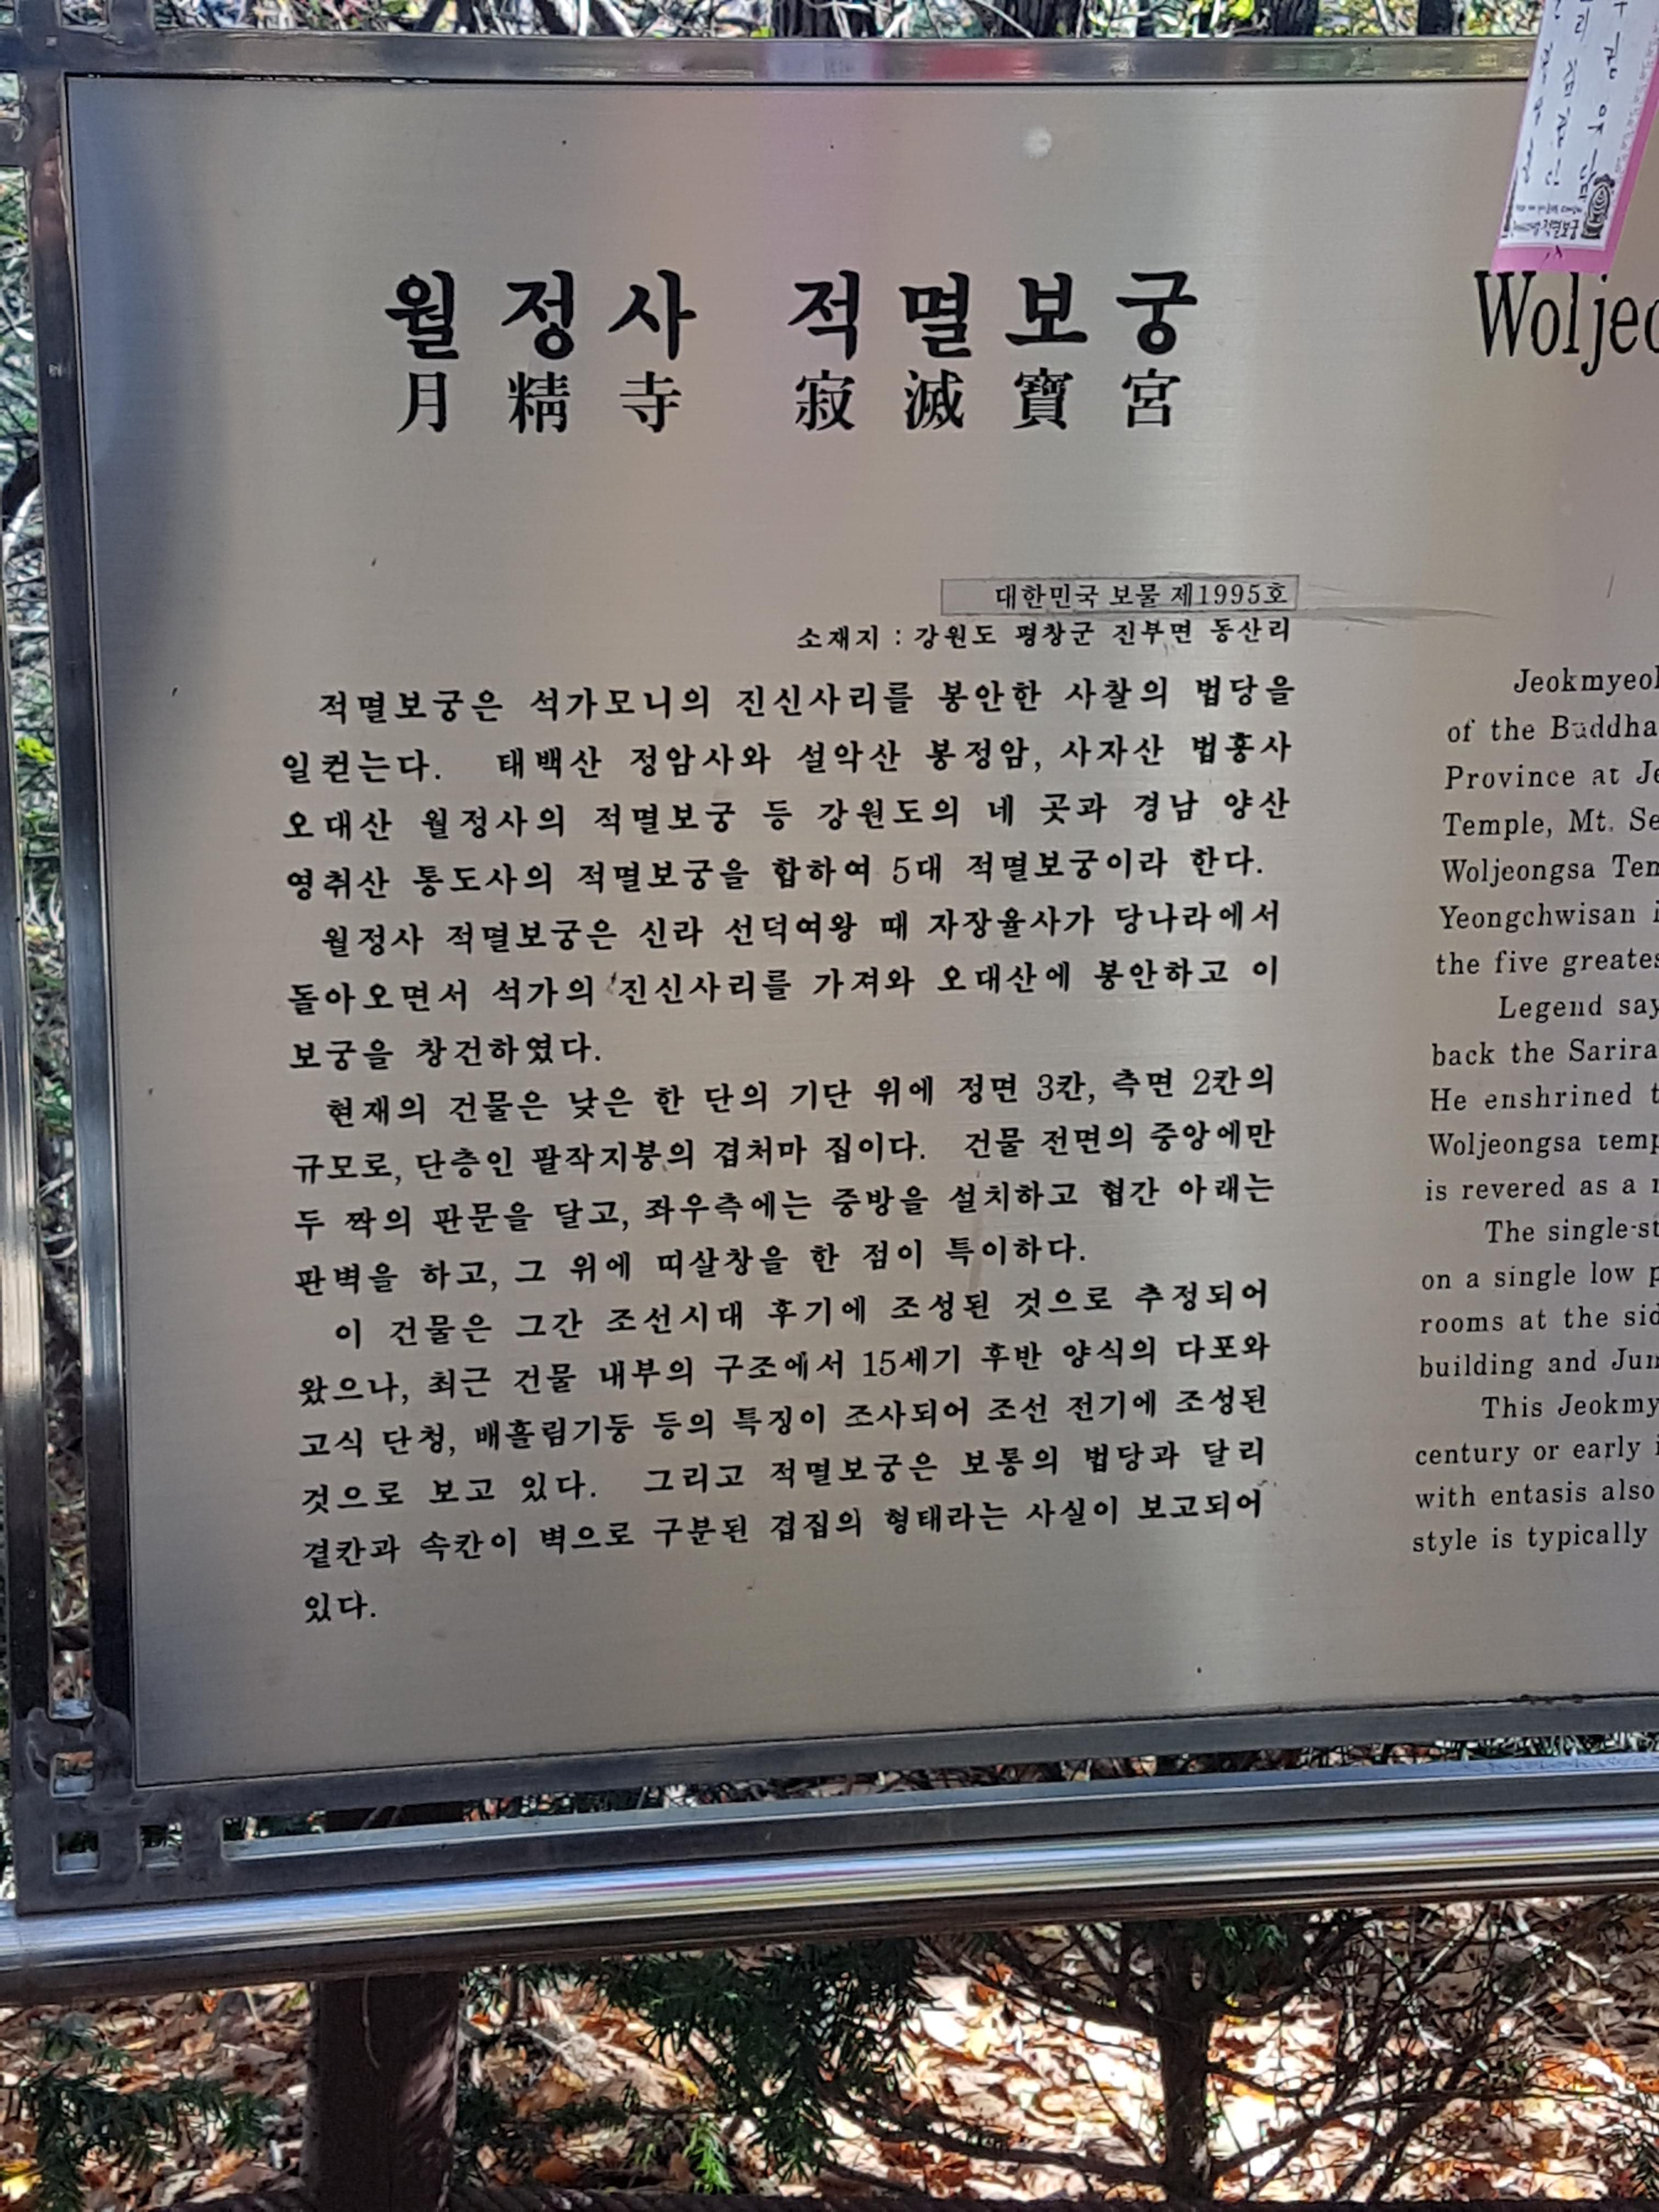 월정사 적멸보궁
月精寺 寂滅寶宮
대한민국 보물 제1995호
소재지 : 강원도 평창군 진부면 동산리
적멸보궁은 석가모니의 진신사리를 봉안한 사찰의 법당을
일컫는다. 태백산 정암사와 설악산 봉정암, 사자산 법흥사
오대산 월정사의 적멸보궁 등 강원도의 네 곳과 경남 양산
영취산 통도사의 적멸보궁을 합하여 5대 적멸보궁이라 한다.
월정사 적멸보궁은 신라 선덕여왕 때 자장율사가 당나라에서
돌아오면서 석가의 진신사리를 가져와 오대산에 봉안하고 이
보궁을 창건하였다.
현재의 건물은 낮은 한 단의 기단 위에 정면 3칸, 측면 2칸의
규모로, 단층인 팔작지붕의 겹처마 집이다. 건물 전면의 중앙에만
두 짝의 판문을 달고, 좌우측에는 중방을 설치하고 협간 아래는
판벽을 하고, 그 위에 띠살창을 한 점이 특이하다.
이 건물은 그간 조선시대 후기에 조성된 것으로 추정되어
왔으나, 최근 건물 내부의 구조에서 15세기 후반 양식의 다포와
고식 단청, 배흘림기둥 등의 특징이 조사되어 조선 전기에 조성된
것으로 보고 있다. 그리고 적멸보궁은 보통의 법당과 달리
곁칸과 속칸이 벽으로 구분된 겹집의 형태라는 사실이 보고되어
있다.
적멸보궁
Woljeo
Jeokmyeol
of the Buddha
Province at Je
Temple, Mt. Se
Woljeongsa Tem
Yeongchwisan i
the five greates
Legend say
back the Sarira
He enshrined t
Woljeongsa temp
is revered as a
The single-st
on a single low p
rooms at the sid
building and Jun
This Jeokmy
century or early i
with entasis also
style is typically